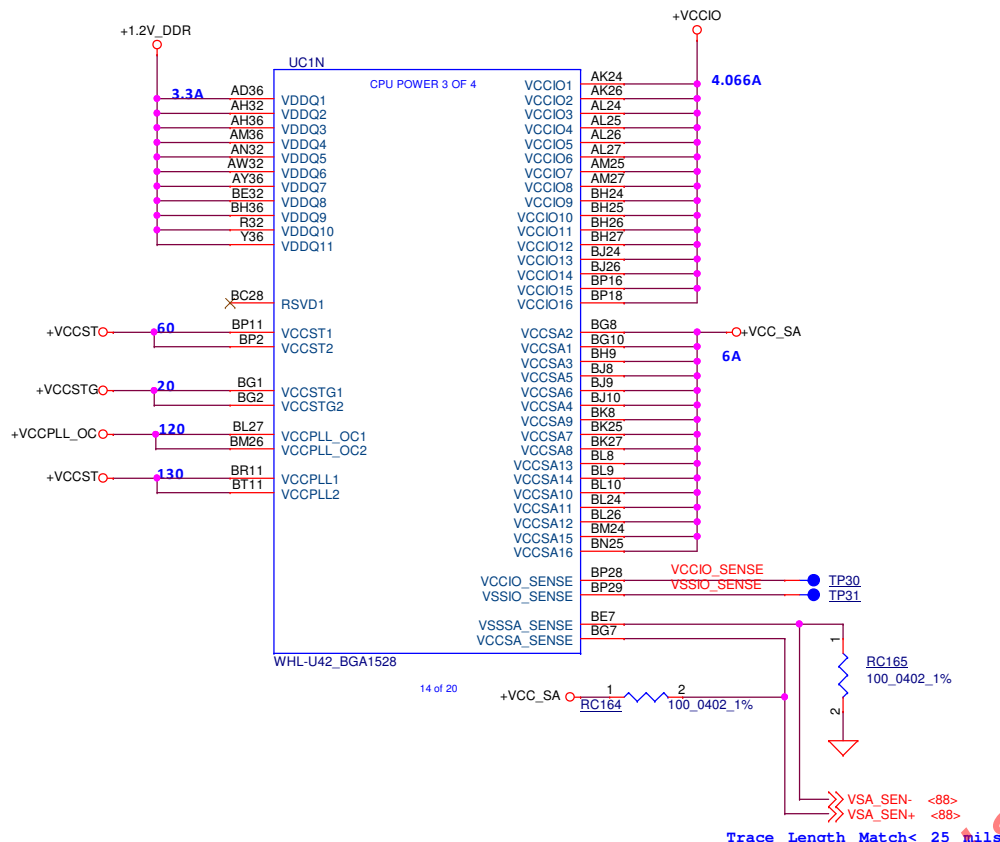 +1.2V_DDR
+VCCIO
UC1N
CPU POWER 3 OF 4
3.3A
4.066A
AD36 VDDQ1
AH32 VDDQ2
AH36 VDDQ3
AM36 VDDQ4
AN32 VDDQ5
AW32 VDDQ6
AY36 VDDQ7
BE32 VDDQ8
BH36 VDDQ9
R32 VDDQ10
Y36 VDDQ11
BC28 RSVD1
+VCCST 60 BP11 VCCST1
BP2 VCCST2
+VCCSTG 20 BG1 VCCSTG1
BG2 VCCSTG2
+VCCPLL_OC 120 BL27 VCCPLL_OC1
BM26 VCCPLL_OC2
+VCCST 130 BR11 VCCPLL1
BT11 VCCPLL2
VCCIO1 AK24
VCCIO2 AK26
VCCIO3 AL24
VCCIO4 AL25
VCCIO5 AL26
VCCIO6 AL27
VCCIO7 AM25
VCCIO8 AM27
VCCIO9 BH24
VCCIO10 BH25
VCCIO11 BH26
VCCIO12 BH27
VCCIO13 BJ24
VCCIO14 BJ26
VCCIO15 BP16
VCCIO16 BP18
VCCSA2 BG8 +VCC_SA
VCCSA1 BG10 6A
VCCSA3 BH9
VCCSA5 BJ8
VCCSA6 BJ9
VCCSA4 BJ10
VCCSA9 BK8
VCCSA7 BK25
VCCSA8 BK27
VCCSA13 BL8
VCCSA14 BL9
VCCSA10 BL10
VCCSA11 BL24
VCCSA12 BL26
VCCSA15 BM24
VCCSA16 BN25
VCCIO_SENSE BP28 VCCIO_SENSE TP30
VSSIO_SENSE BP29 VSSIO_SENSE TP31
VSSSA_SENSE BE7
VCCSA_SENSE BG7
WHL-U42_BGA1528
14 of 20
1
RC165
100_0402_1%
2
+VCC_SA 1 2
RC164 100_0402_1%
VSA_SEN- <88>
VSA_SEN+ <88>
Trace Length Match< 25 mils